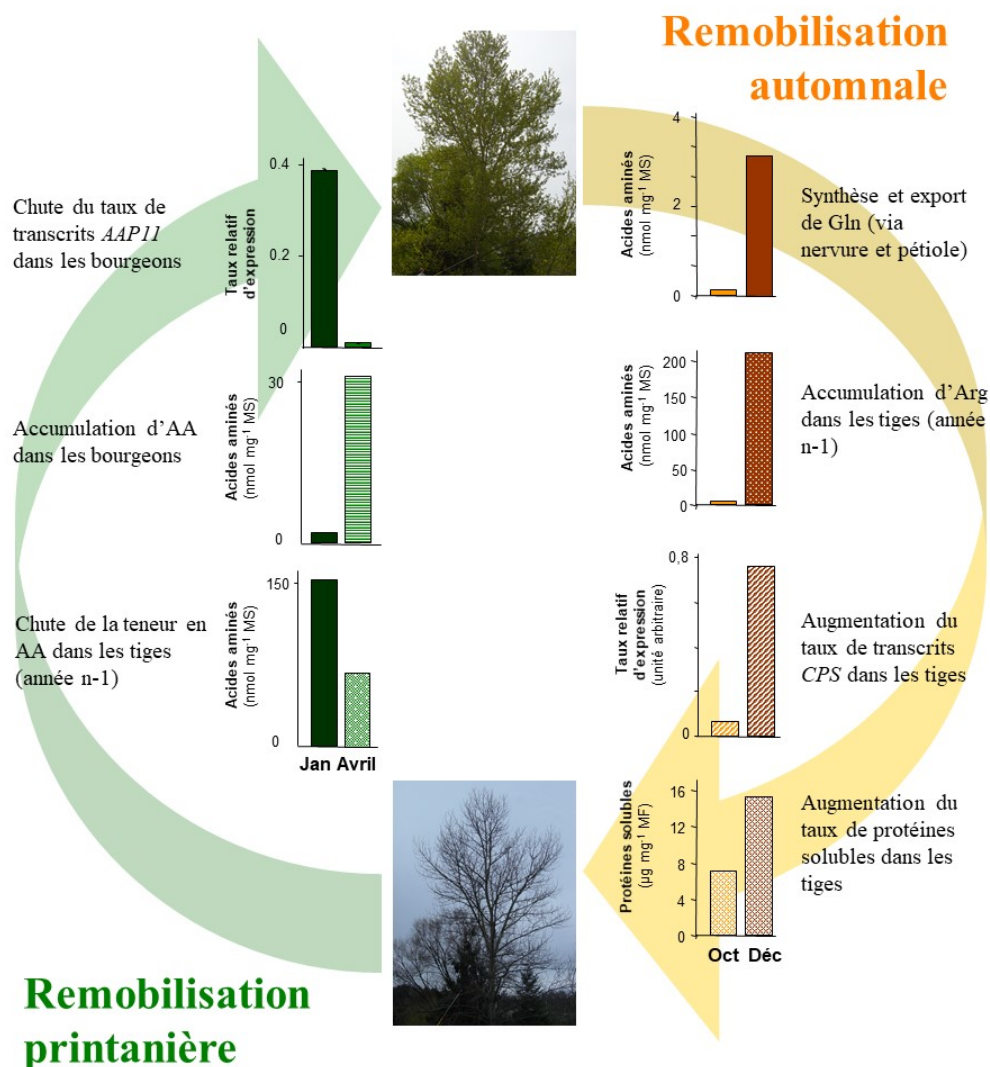 Remobilisation
automnale
Chute du taux de
transcrits AAP11
dans les bourgeons
Taux relatif
d'expression
0.4
0.2
0
Accumulation d'AA
dans les bourgeons
Acides aminés
(nmol mg-1 MS)
30
0
Chute de la teneur en
AA dans les tiges
(année n-1)
Acides aminés
(nmol mg-1 MS)
150
0
Jan Avril
Acides aminés
(nmol mg-1 MS)
4
2
0
Synthèse et export
de Gln (via
nervure et pétiole)
Acides aminés
(nmol mg-1 MS)
200
150
100
50
0
Accumulation d'Arg
dans les tiges (année
n-1)
Taux relatif
d'expression
(unité arbitraire)
0,8
0
Augmentation du
taux de transcrits
CPS dans les tiges
Protéines solubles
(µg mg-1 MF)
16
12
8
4
0
Oct Déc
Augmentation du
taux de protéines
solubles dans les
tiges
Remobilisation
printanière